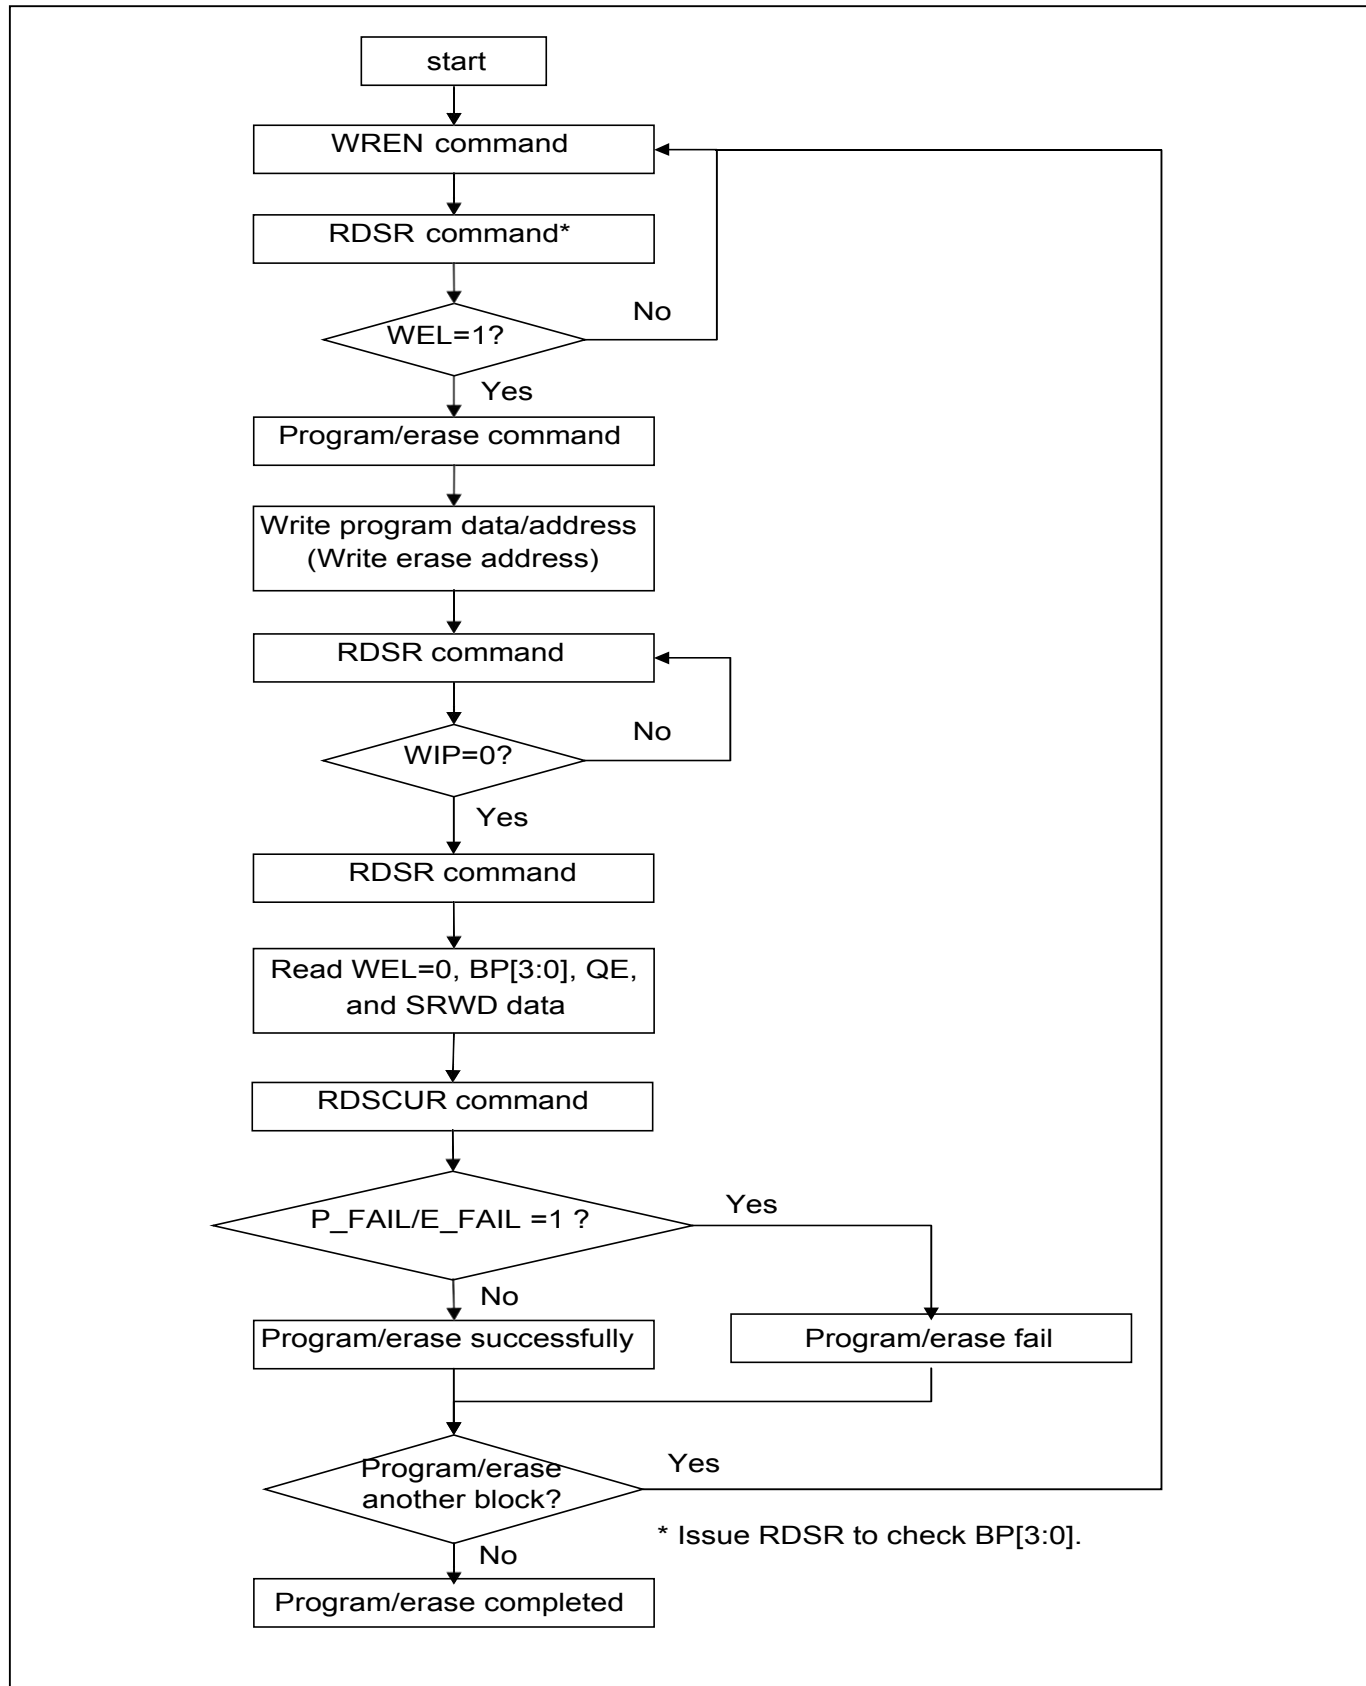 start
WREN command
RDSR command*
WEL=1?
No
Yes
Program/erase command
Write program data/address
(Write erase address)
RDSR command
WIP=0?
No
Yes
RDSR command
Read WEL=0, BP[3:0], QE,
and SRWD data
RDSCUR command
P_FAIL/E_FAIL =1 ?
Yes
No
Program/erase successfully
Program/erase fail
Program/erase
another block?
Yes
* Issue RDSR to check BP[3:0].
No
Program/erase completed